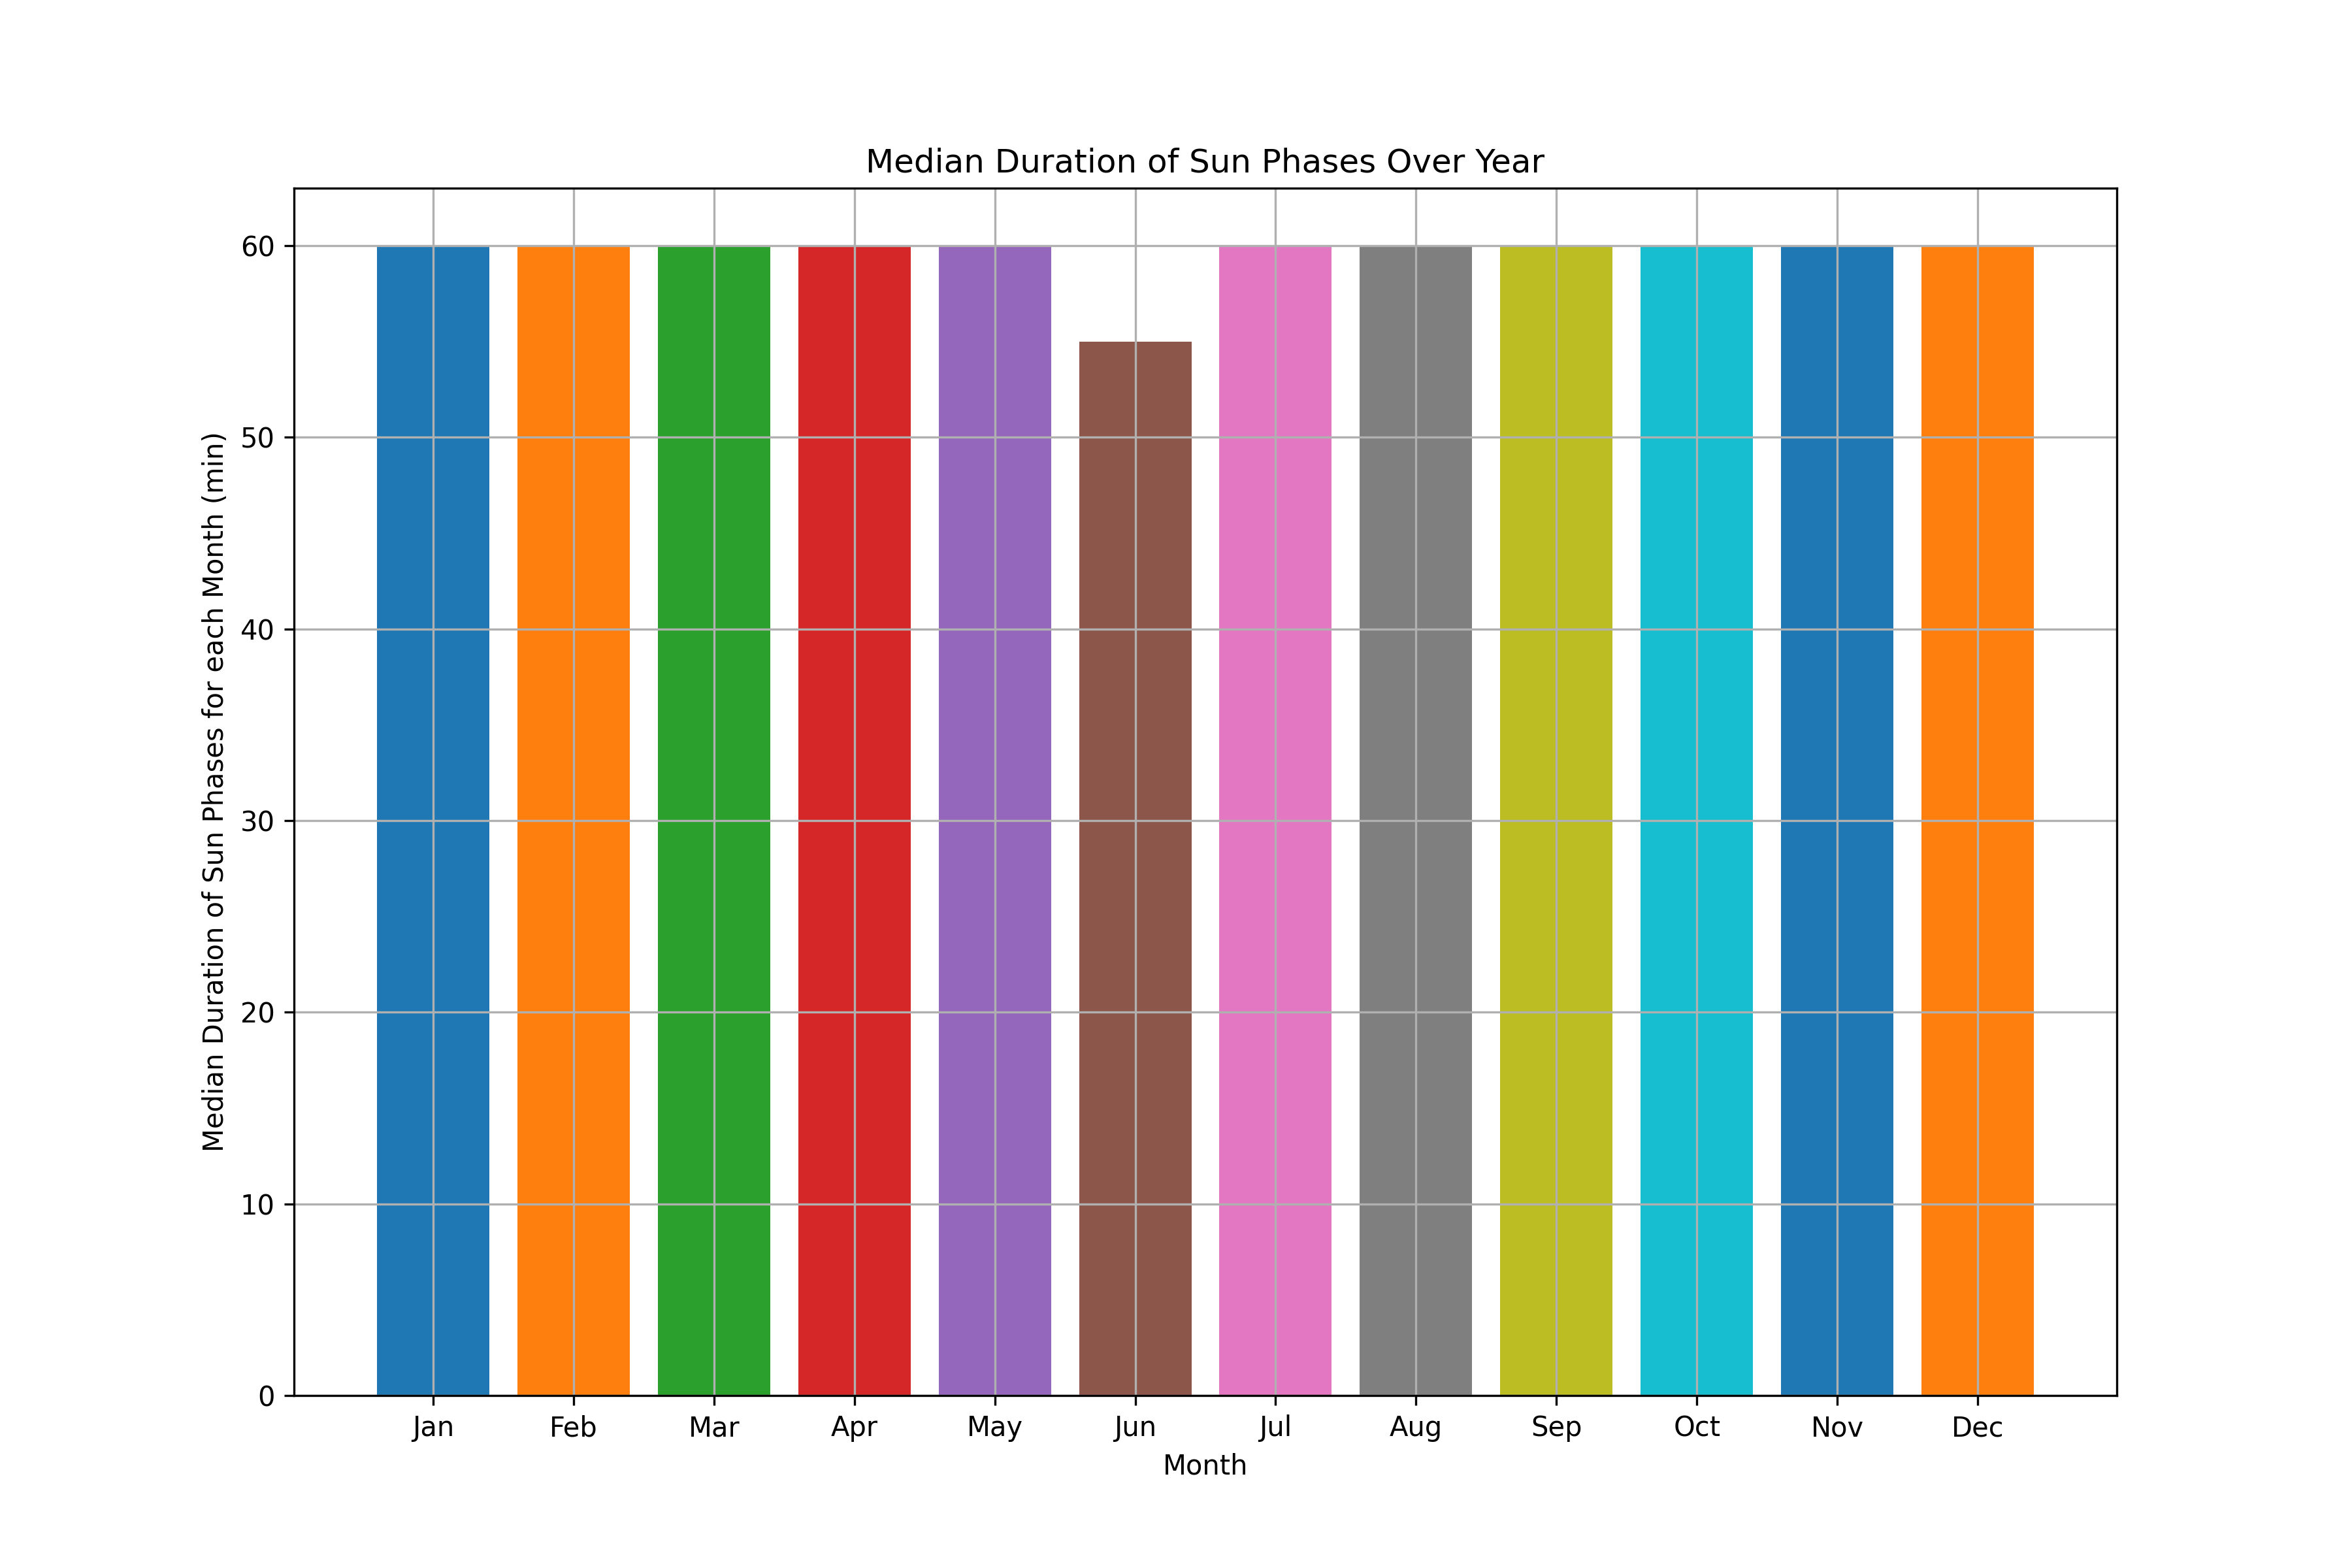 Median Duration of Sun Phases Over Year
Median Duration of Sun Phases for each Month (min)
60
50
40
30
20
10
0
Jan Feb Mar Apr May Jun Jul Aug Sep Oct Nov Dec
Month